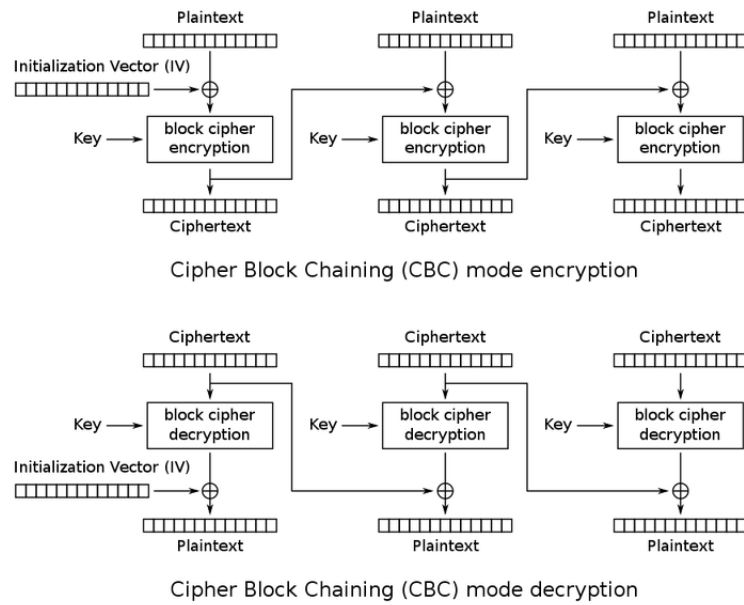 Plaintext Plaintext Plaintext
Initialization Vector (IV)
Key block cipher encryption Key block cipher encryption Key block cipher encryption
Ciphertext Ciphertext Ciphertext
Cipher Block Chaining (CBC) mode encryption
Ciphertext Ciphertext Ciphertext
Key block cipher decryption Key block cipher decryption Key block cipher decryption
Initialization Vector (IV)
Plaintext Plaintext Plaintext
Cipher Block Chaining (CBC) mode decryption